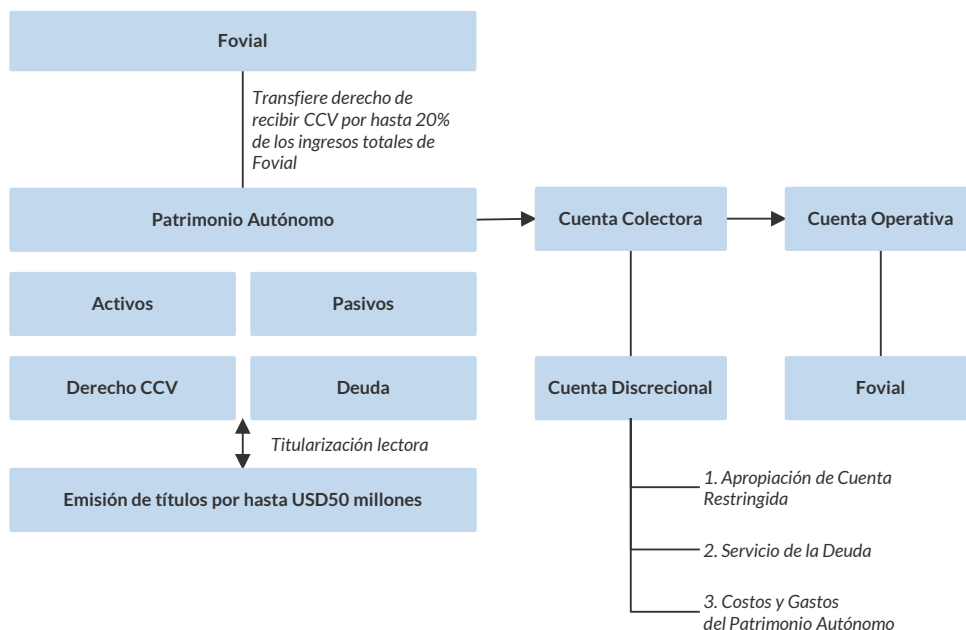 Fovial
Transfiere derecho de
recibir CCV por hasta 20%
de los ingresos totales de
Fovial
Patrimonio Autónomo
Cuenta Colectora
Cuenta Operativa
Activos
Pasivos
Derecho CCV
Deuda
Cuenta Discrecional
Fovial
Titularización lectora
Emisión de títulos por hasta USD50 millones
1. Apropiación de Cuenta
Restringida
2. Servicio de la Deuda
3. Costos y Gastos
del Patrimonio Autónomo